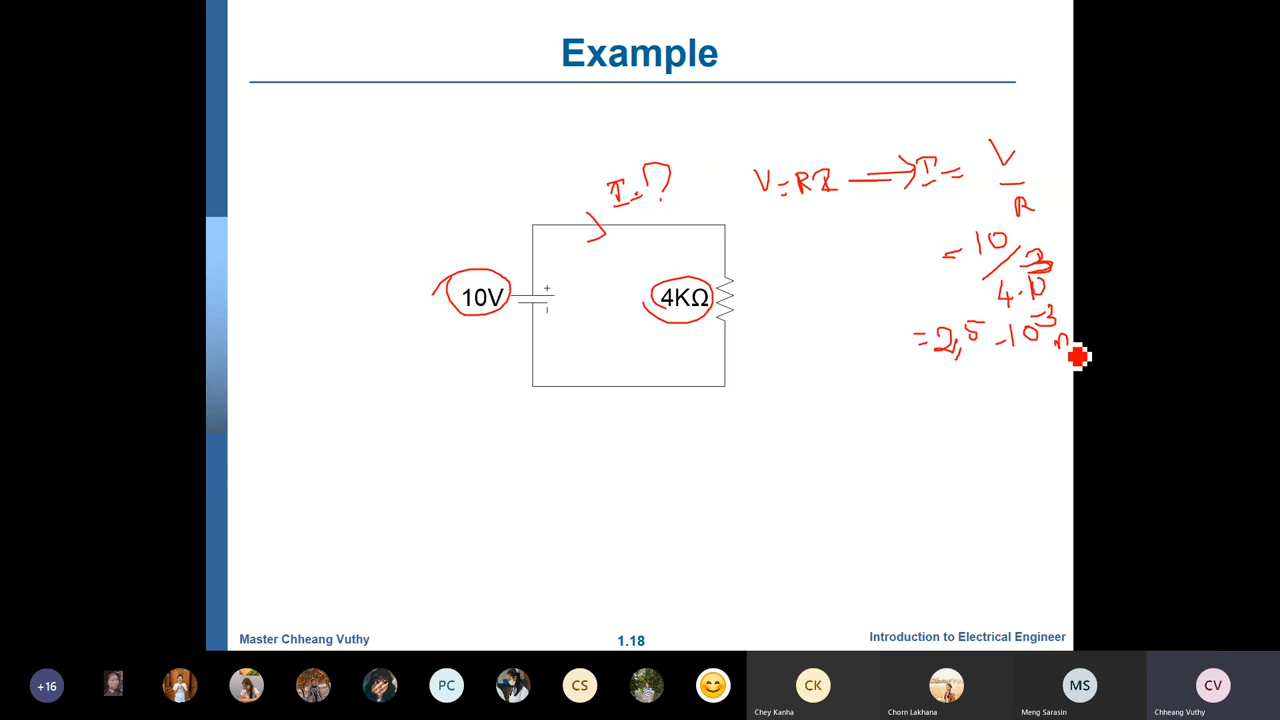 Example
I = ?
V = RI ⟹ I = V/R
= 10/4.10³
= 2,5 . 10⁻³
10V
+
-
4KΩ
Master Chheang Vuthy
1.18
Introduction to Electrical Engineer
+16
PC
CS
CK
MS
CV
Chey Kanha
Chorn Lakhana
Meng Sarasin
Chheang Vuthy